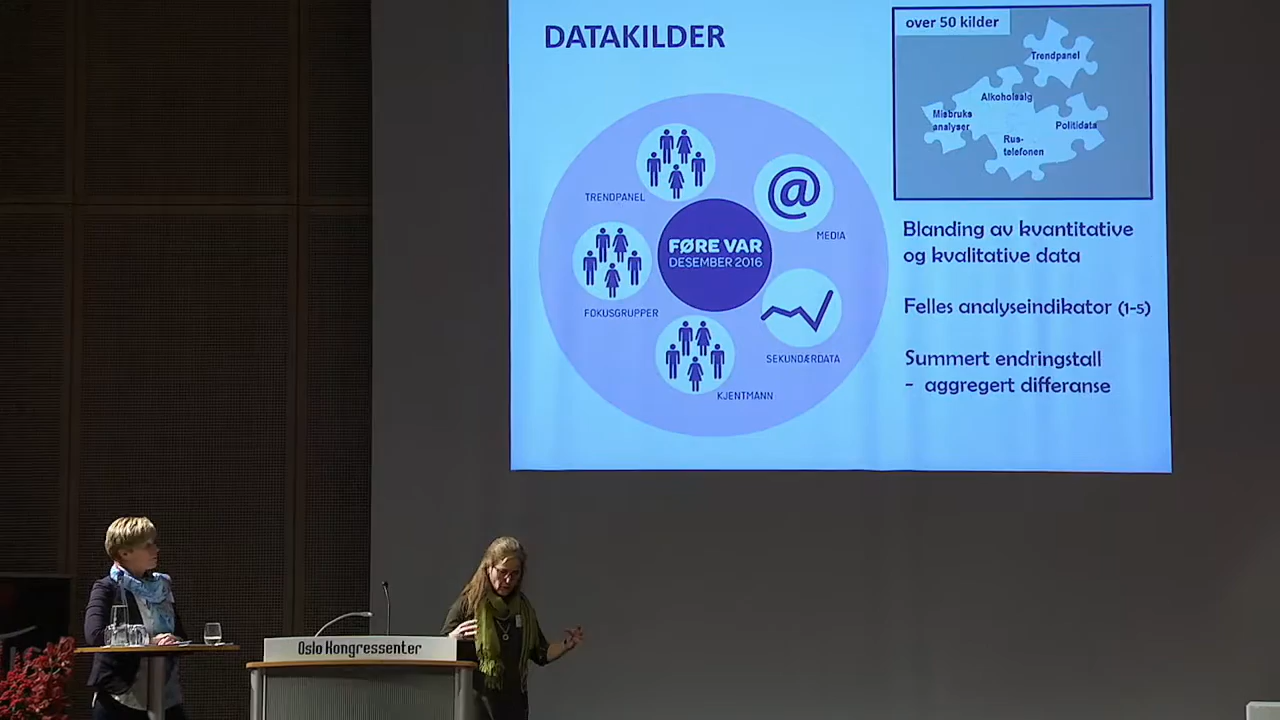 DATAKILDER
over 50 kilder
Trendpanel
Alkoholsalg
Misbruks
analyser
Politidata
Rus-
telefonen
TRENDPANEL
@
MEDIA
FØRE VAR
DESEMBER 2016
FOKUSGRUPPER
SEKUNDÆRDATA
KJENTMANN
Blanding av kvantitative
og kvalitative data
Felles analyseindikator (1-5)
Summert endringstall
- aggregert differanse
Oslo Kongressenter